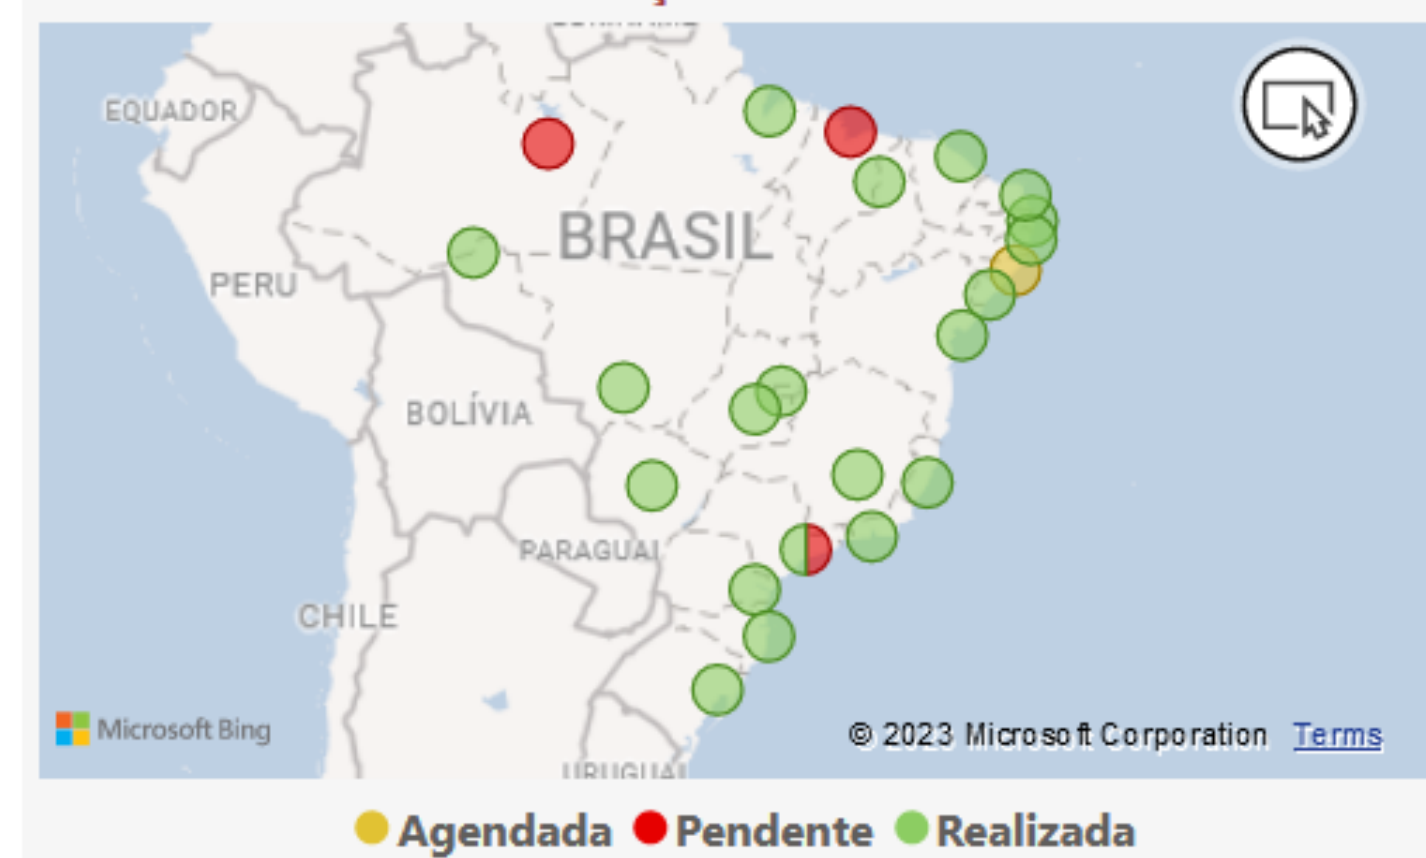 EQUADOR
BRASIL
PERU
BOLÍVIA
PARAGUAI
CHILE
Microsoft Bing
© 2023 Microsoft Corporation Terms
URUGUAI
Agendada Pendente Realizada